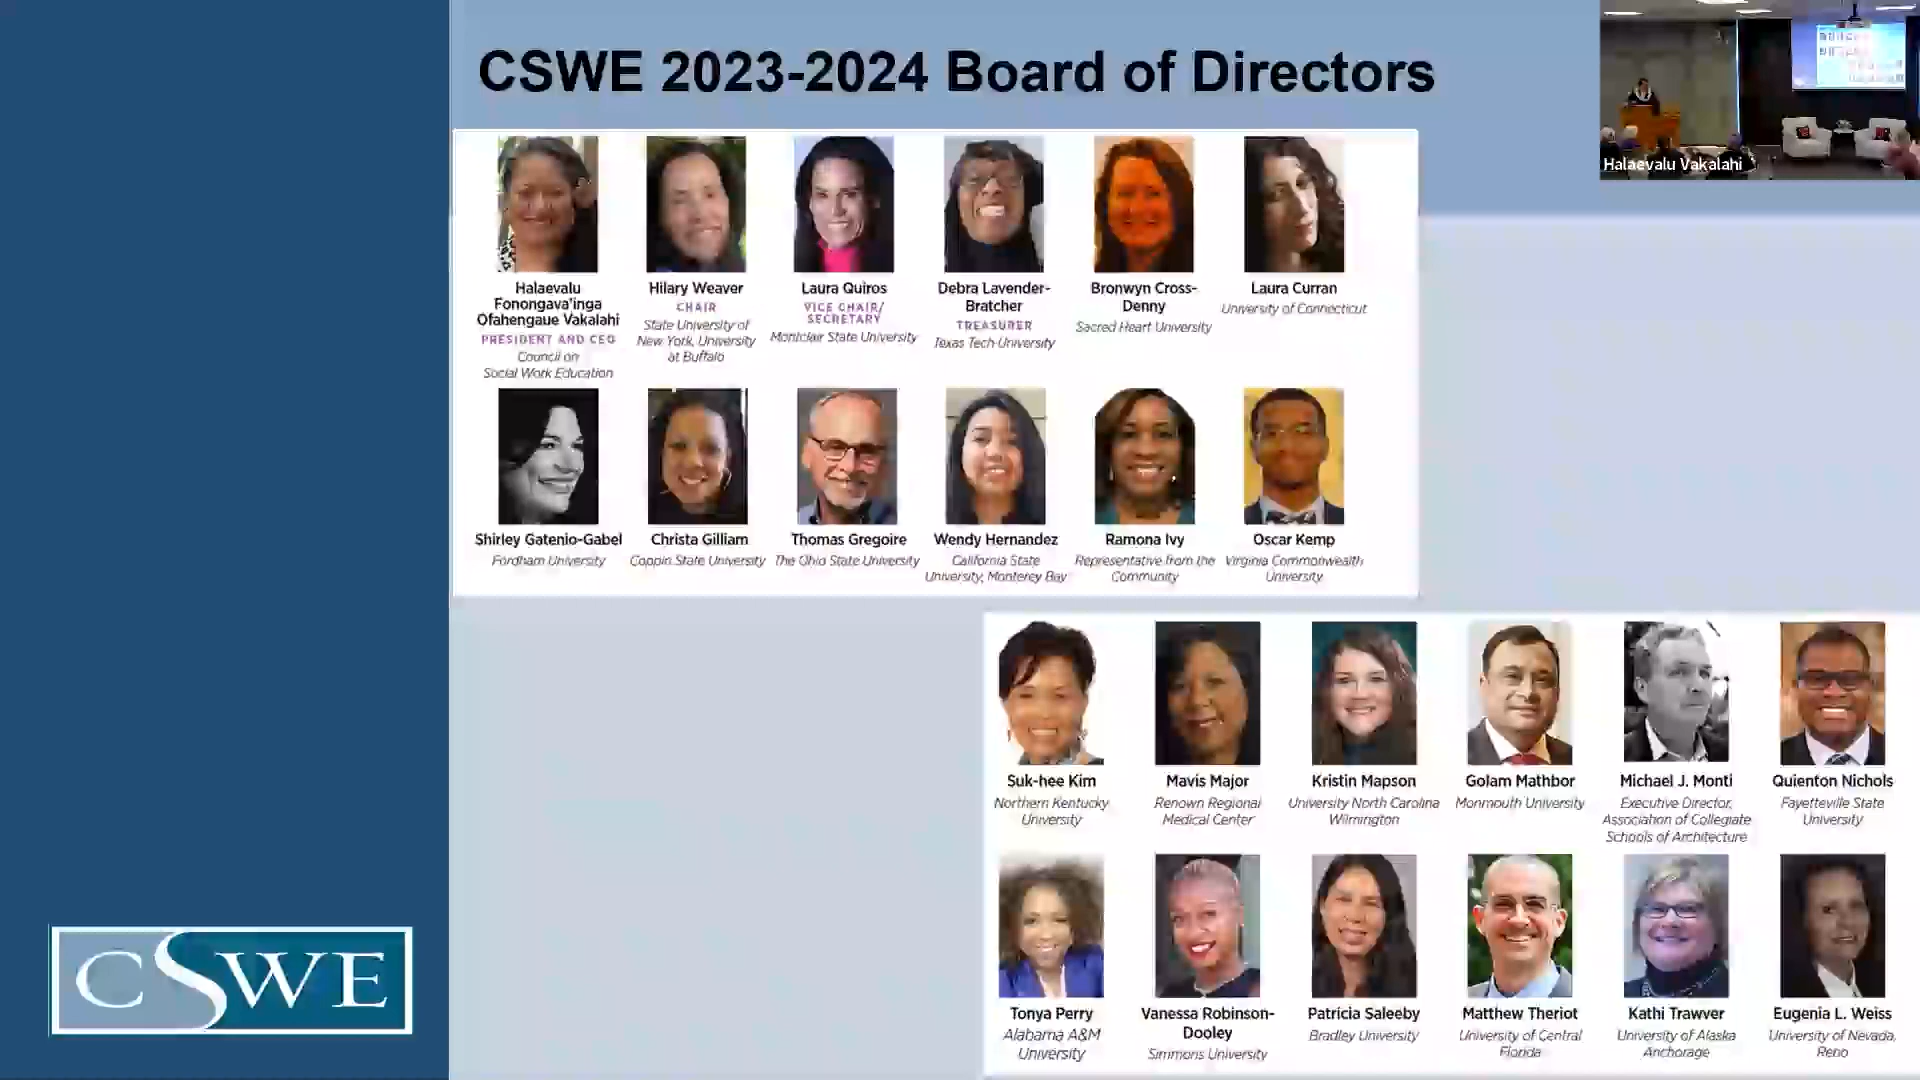 CSWE 2023-2024 Board of Directors
Halaevalu Vakalahi
Halaevalu
Fonongava'inga
Ofahengaue Vakalahi
PRESIDENT AND CEO
Council on
Social Work Education
Hilary Weaver
CHAIR
State University of
New York, University
at Buffalo
Laura Quiros
VICE CHAIR/
SECRETARY
Montclair State University
Debra Lavender-
Bratcher
TREASURER
Texas Tech University
Bronwyn Cross-
Denny
Sacred Heart University
Laura Curran
University of Connecticut
Shirley Gatenio-Gabel
Fordham University
Christa Gilliam
Coppin State University
Thomas Gregoire
The Ohio State University
Wendy Hernandez
California State
University, Monterey Bay
Ramona Ivy
Representative from the
Community
Oscar Kemp
Virginia Commonwealth
University
Suk-hee Kim
Northern Kentucky
University
Mavis Major
Renown Regional
Medical Center
Kristin Mapson
University North Carolina
Wilmington
Golam Mathbor
Monmouth University
Michael J. Monti
Executive Director,
Association of Collegiate
Schools of Architecture
Quienton Nichols
Fayetteville State
University
Tonya Perry
Alabama A&M
University
Vanessa Robinson-
Dooley
Simmons University
Patricia Saleeby
Bradley University
Matthew Theriot
University of Central
Florida
Kathi Trawver
University of Alaska
Anchorage
Eugenia L. Weiss
University of Nevada,
Reno
CSWE